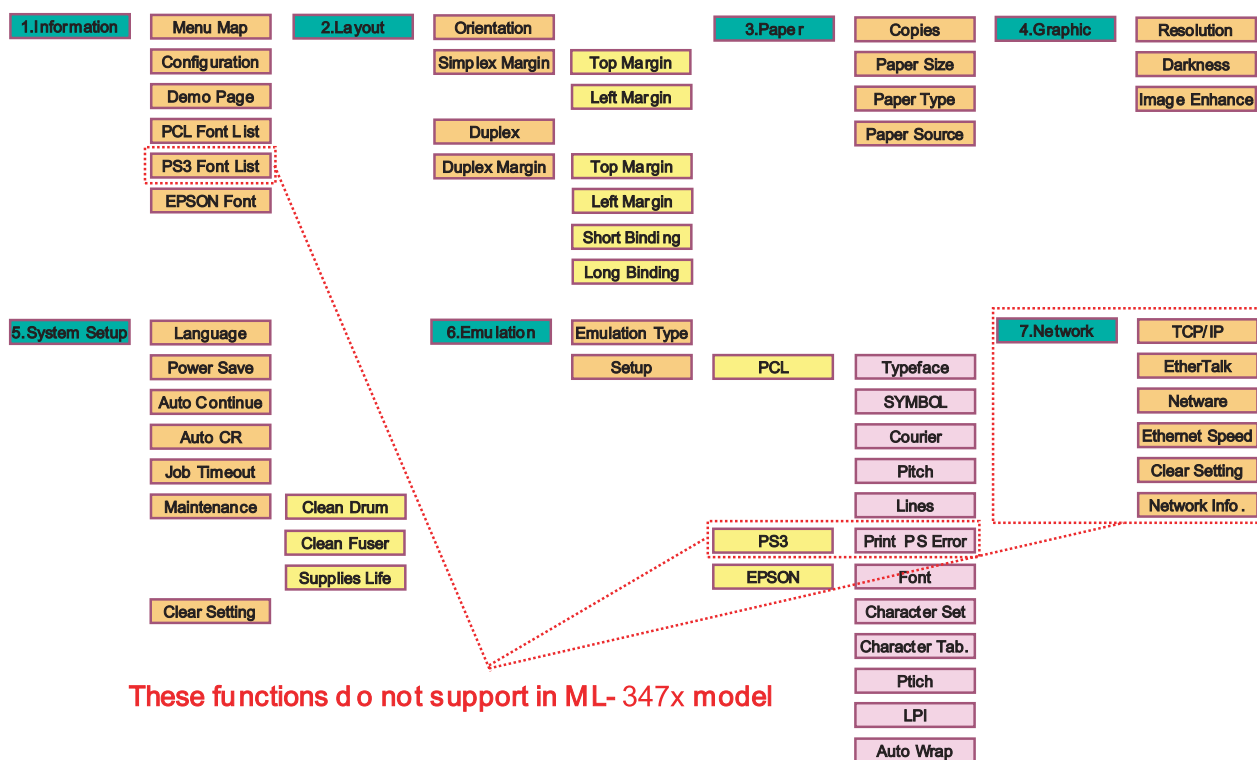 1.Information
Menu Map
Configuration
Demo Page
PCL Font List
PS3 Font List
EPSON Font
2.Layout
Orientation
Simplex Margin
Top Margin
Left Margin
Duplex
Duplex Margin
Top Margin
Left Margin
Short Binding
Long Binding
3.Paper
Copies
Paper Size
Paper Type
Paper Source
4.Graphic
Resolution
Darkness
Image Enhance
5.System Setup
Language
Power Save
Auto Continue
Auto CR
Job Timeout
Maintenance
Clean Drum
Clean Fuser
Supplies Life
Clear Setting
6.Emulation
Emulation Type
Setup
PCL
Typeface
SYMBOL
Courier
Pitch
Lines
PS3
Print PS Error
EPSON
Font
Character Set
Character Tab.
Ptich
LPI
Auto Wrap
7.Network
TCP/IP
EtherTalk
Netware
Ethernet Speed
Clear Setting
Network Info.
These functions do not support in ML-347x model